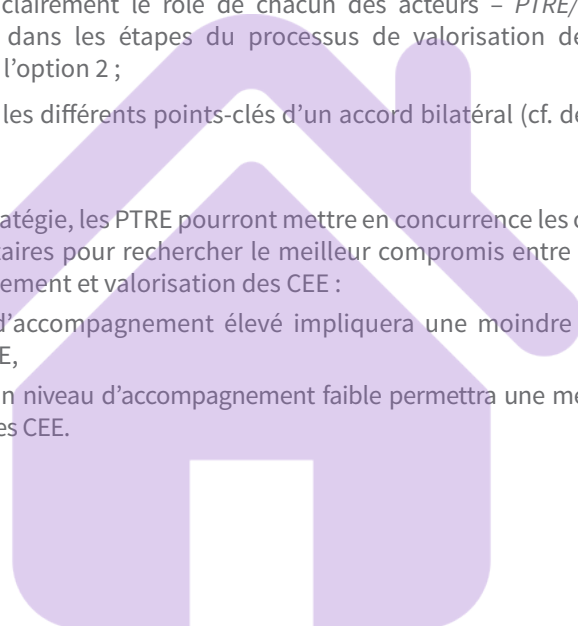 clairement le rôle de chacun des acteurs – PTRE/
dans les étapes du processus de valorisation de
l'option 2 ;
les différents points-clés d'un accord bilatéral (cf. de
atégie, les PTRE pourront mettre en concurrence les
taires pour rechercher le meilleur compromis entre
ement et valorisation des CEE :
d'accompagnement élevé impliquera une moindre
E,
n niveau d'accompagnement faible permettra une me
es CEE.